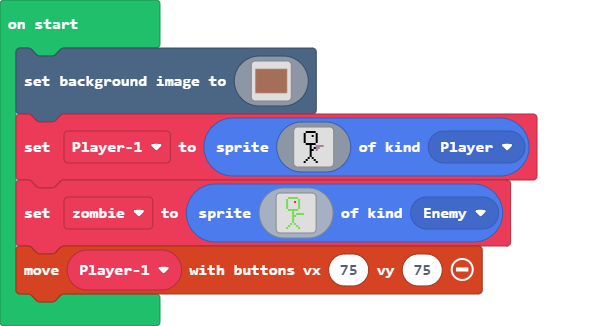 on start
set background image to
set Player-1 to sprite of kind Player
set zombie to sprite of kind Enemy
move Player-1 with buttons vx 75 vy 75